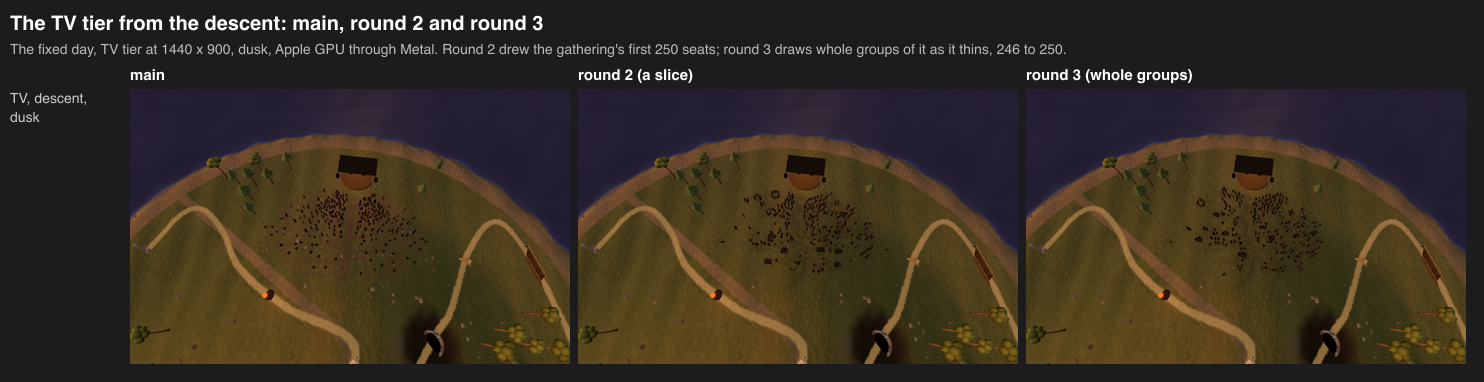 The TV tier from the descent: main, round 2 and round 3
The fixed day, TV tier at 1440 x 900, dusk, Apple GPU through Metal. Round 2 drew the gathering's first 250 seats; round 3 draws whole groups of it as it thins, 246 to 250.
main
round 2 (a slice)
round 3 (whole groups)
TV, descent,
dusk